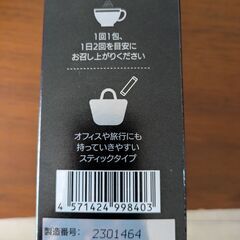 1回1包、
1日2回を目安に
お召し上がりください
オフィスや旅行にも
持っていきやすい
スティックタイプ
4 571424 998403
製造番号: 2301464